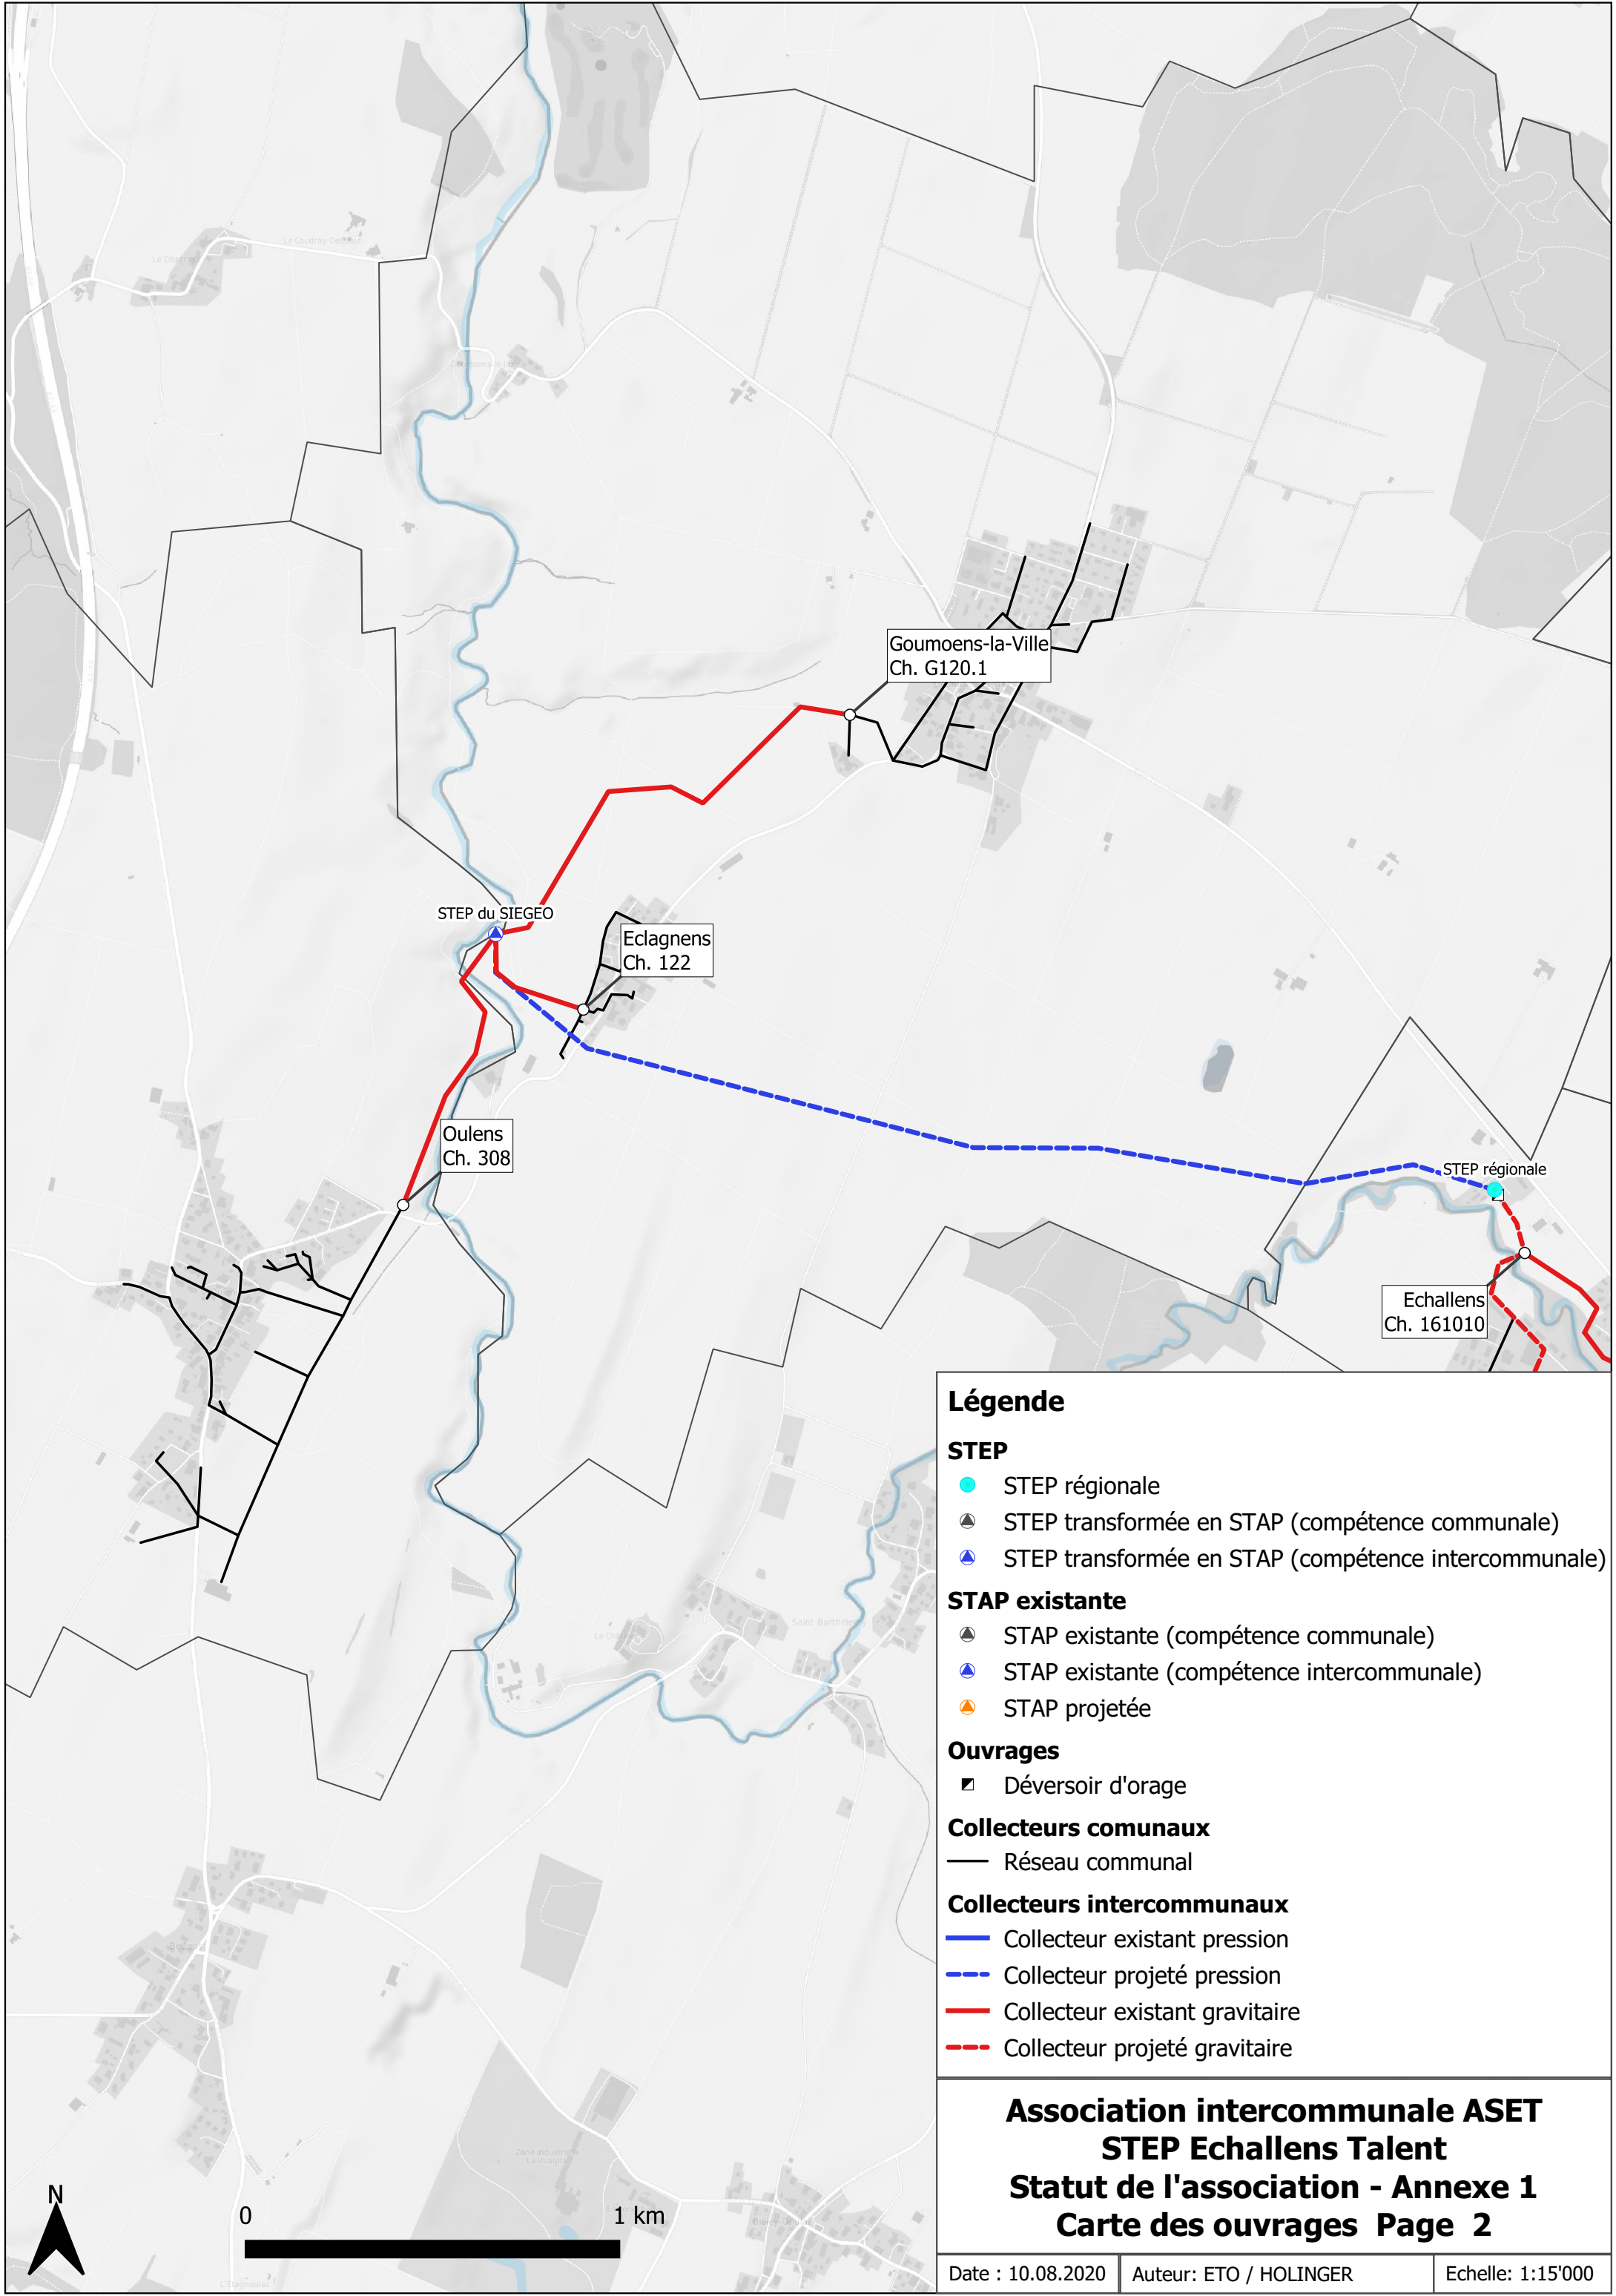 Le Coudray-Dessous
Le Coudray
Goumoens-la-Ville
Ch. G120.1
STEP du SIEGEO
Eclagnens
Ch. 122
Oulens
Ch. 308
STEP régionale
Echallens
Ch. 161010
Légende
STEP
STEP régionale
STEP transformée en STAP (compétence communale)
STEP transformée en STAP (compétence intercommunale)
STAP existante
STAP existante (compétence communale)
STAP existante (compétence intercommunale)
STAP projetée
Ouvrages
Déversoir d'orage
Collecteurs comunaux
Réseau communal
Collecteurs intercommunaux
Collecteur existant pression
Collecteur projeté pression
Collecteur existant gravitaire
Collecteur projeté gravitaire
Association intercommunale ASET
STEP Echallens Talent
Statut de l'association - Annexe 1
Carte des ouvrages Page 2
Date : 10.08.2020
Auteur: ETO / HOLINGER
Echelle: 1:15'000
N
0
1 km